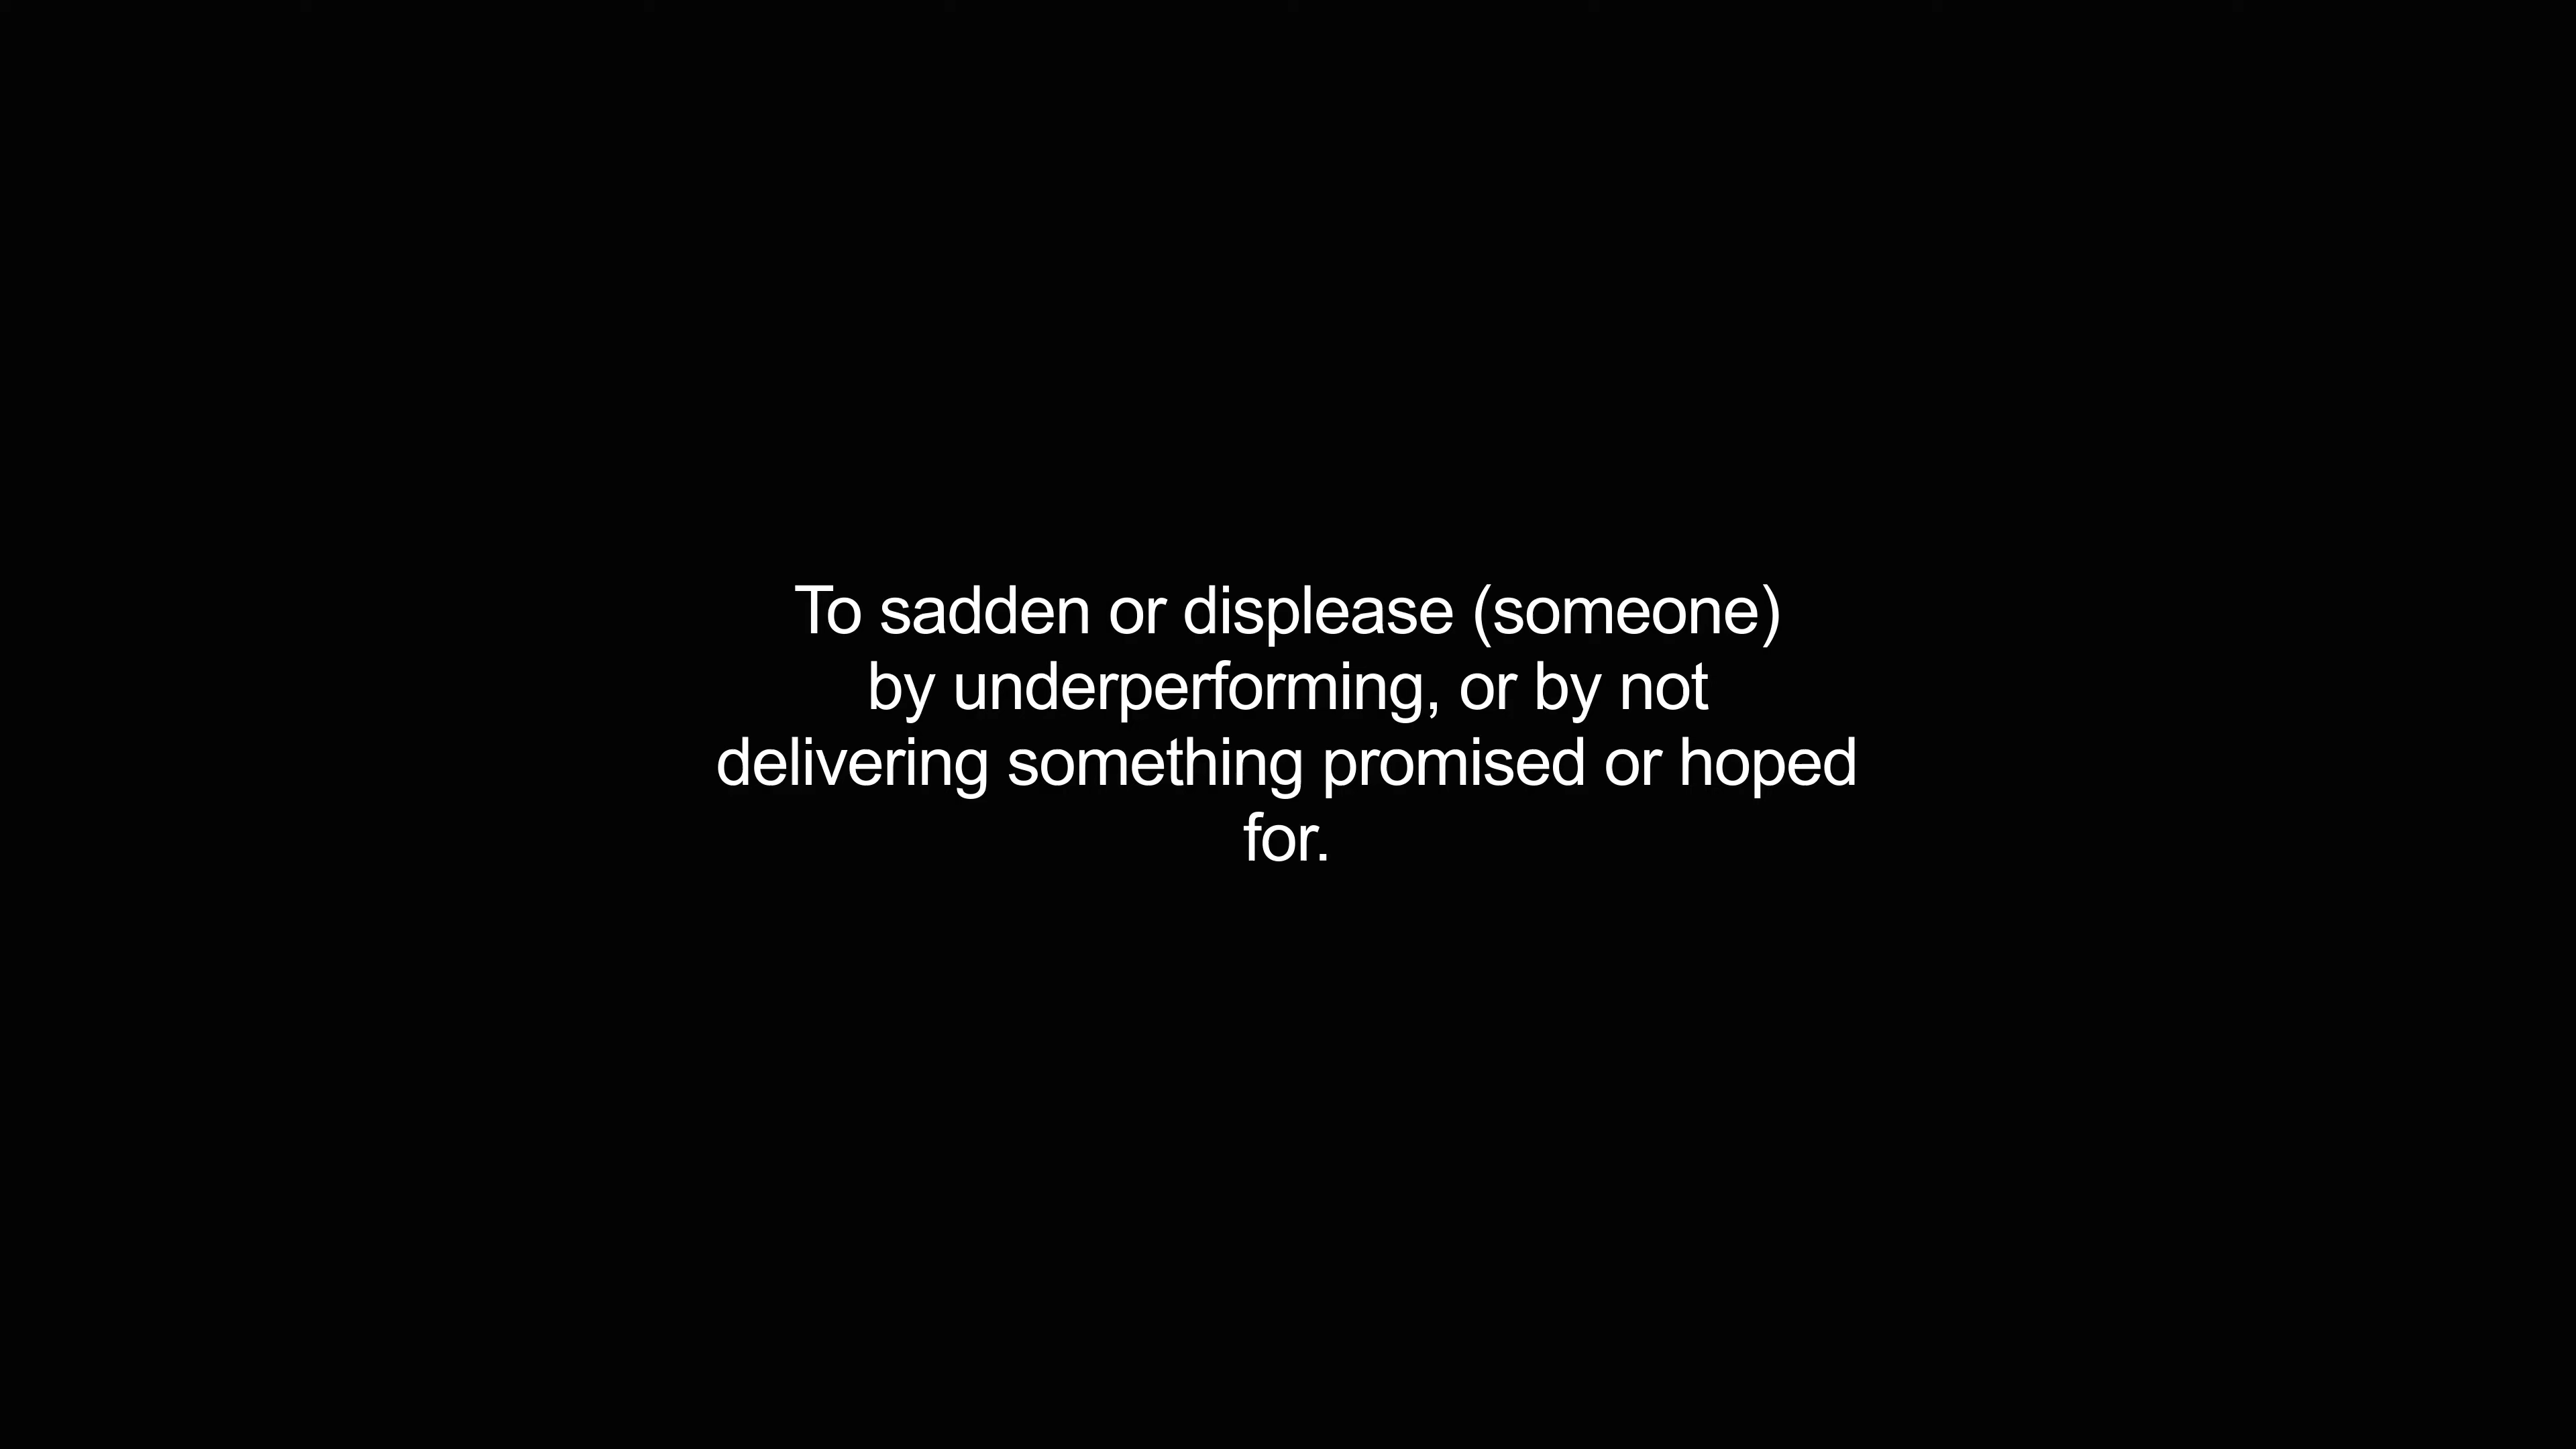 To sadden or displease (someone)
by underperforming, or by not
delivering something promised or hoped
for.